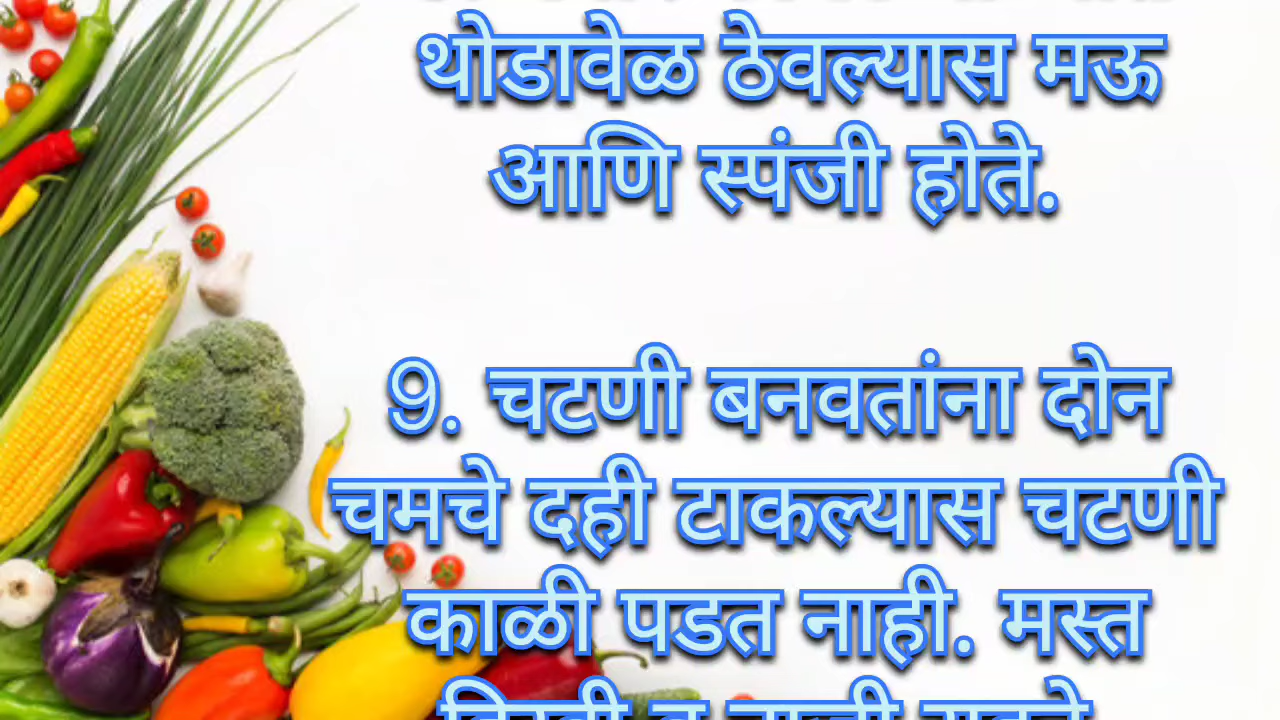 थोडावेळ ठेवल्यास मऊ
आणि स्पंजी होते.
9. चटणी बनवतांना दोन
चमचे दही टाकल्यास चटणी
काळी पडत नाही. मस्त